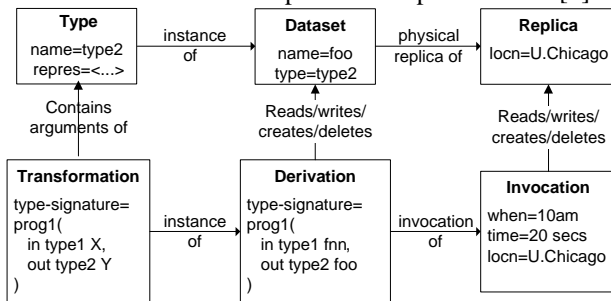 Type
name=type2
repres=<...>
instance
of
Dataset
name=foo
type=type2
physical
replica of
Replica
locn=U.Chicago
Contains
arguments of
Reads/writes/
creates/deletes
Reads/writes/
creates/deletes
Transformation
type-signature=
prog1(
in type1 X,
out type2 Y
)
instance
of
Derivation
type-signature=
prog1(
in type1 fnn,
out type2 foo
)
invocation
of
Invocation
when=10am
time=20 secs
locn=U.Chicago